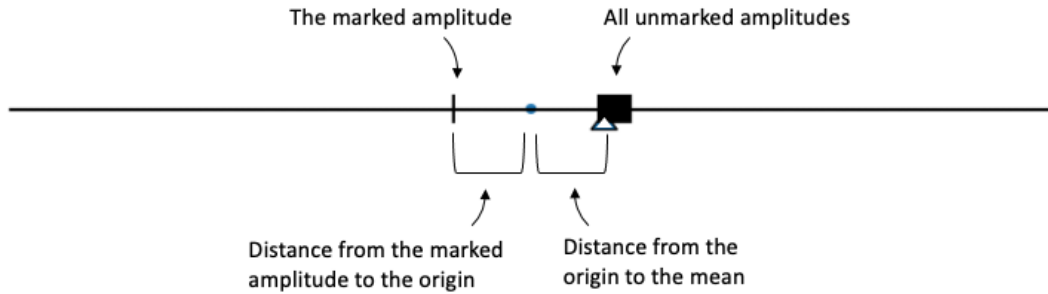 The marked amplitude
All unmarked amplitudes
Distance from the marked
amplitude to the origin
Distance from the
origin to the mean